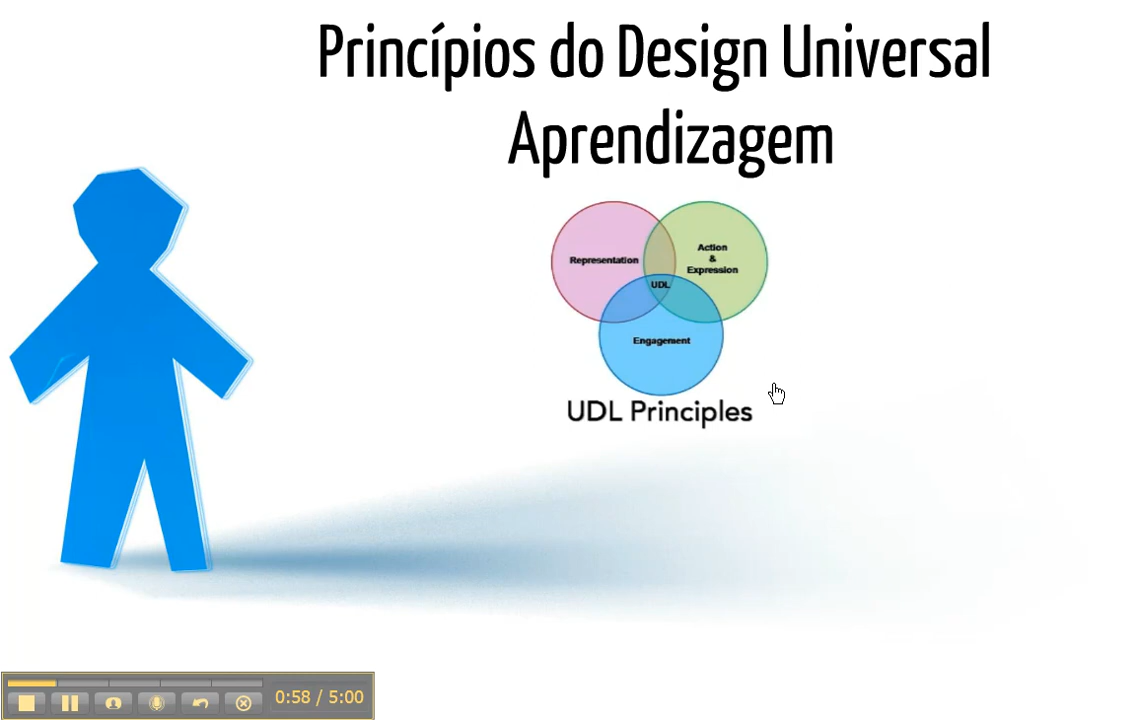 Princípios do Design Universal
Aprendizagem
Representation
Action
&
Expression
UDL
Engagement
UDL Principles
0:58 / 5:00